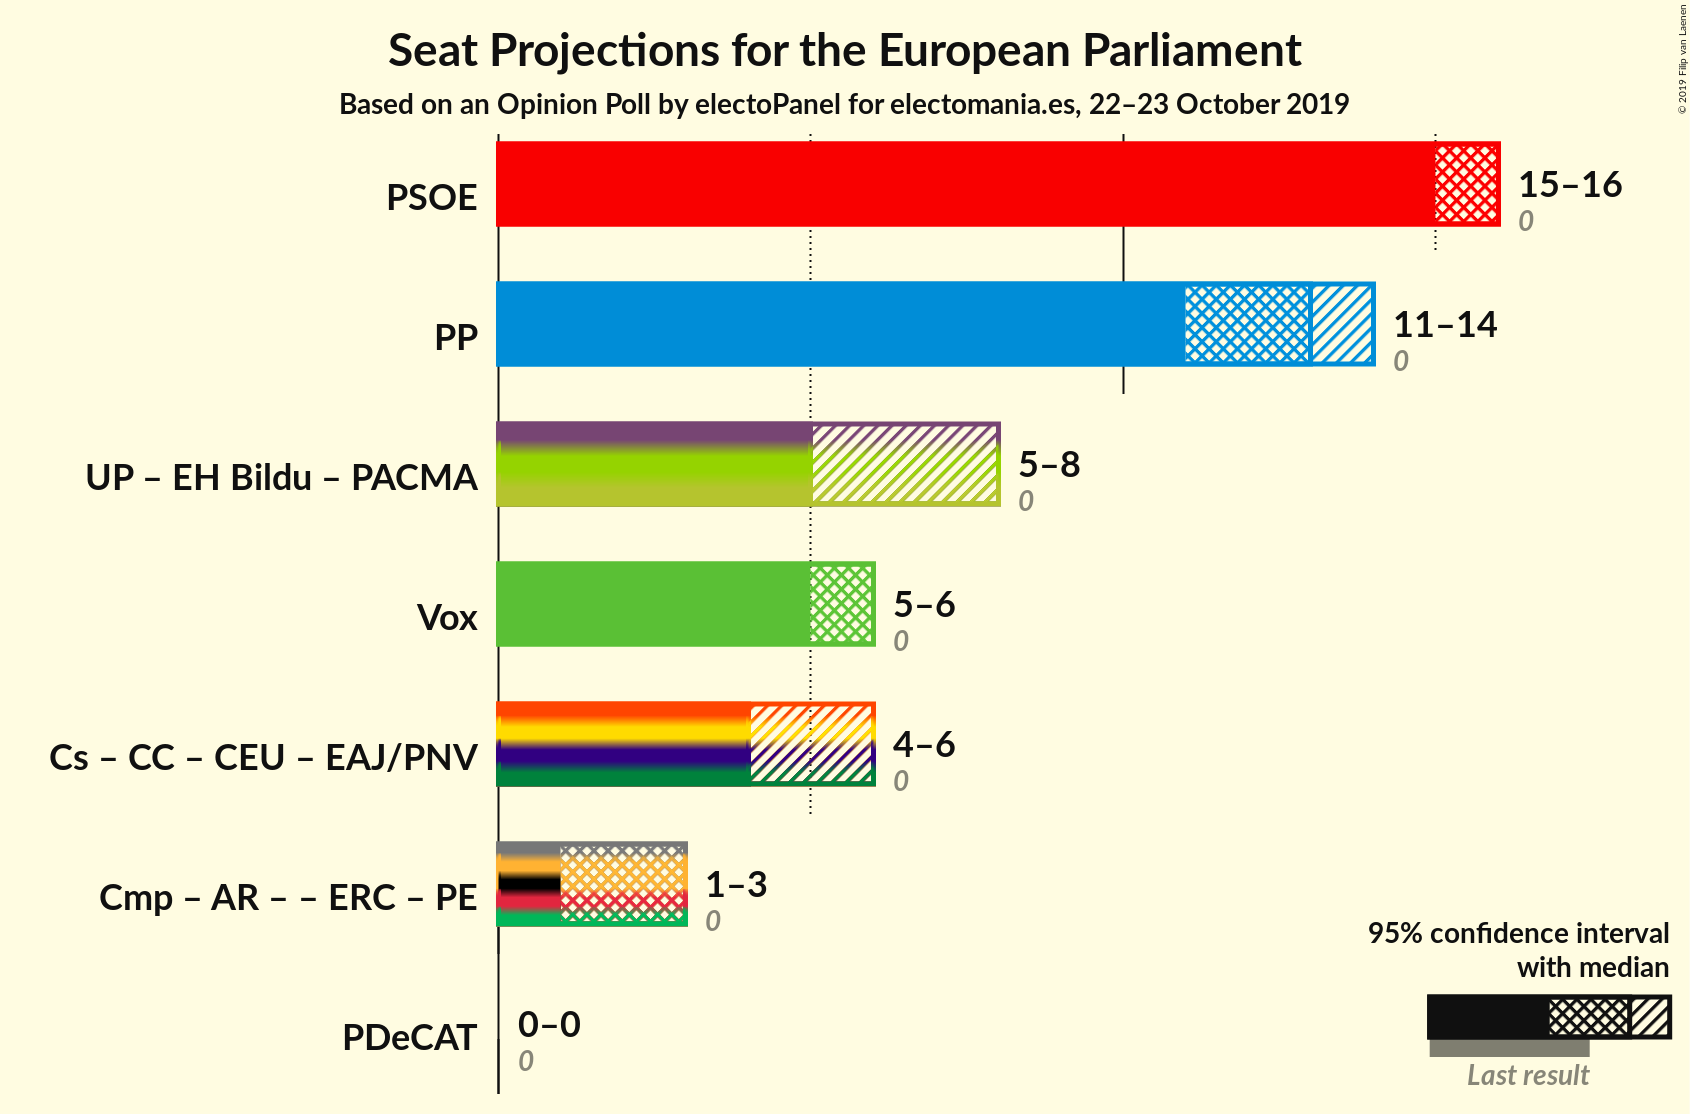 Seat Projections for the European Parliament
Based on an Opinion Poll by electoPanel for electomania.es, 22–23 October 2019
© 2019 Filip van Laenen
PSOE
15–16
0
PP
11–14
0
UP – EH Bildu – PACMA
5–8
0
Vox
5–6
0
Cs – CC – CEU – EAJ/PNV
4–6
0
Cmp – AR – – ERC – PE
1–3
0
PDeCAT
0–0
0
95% confidence interval
with median
Last result